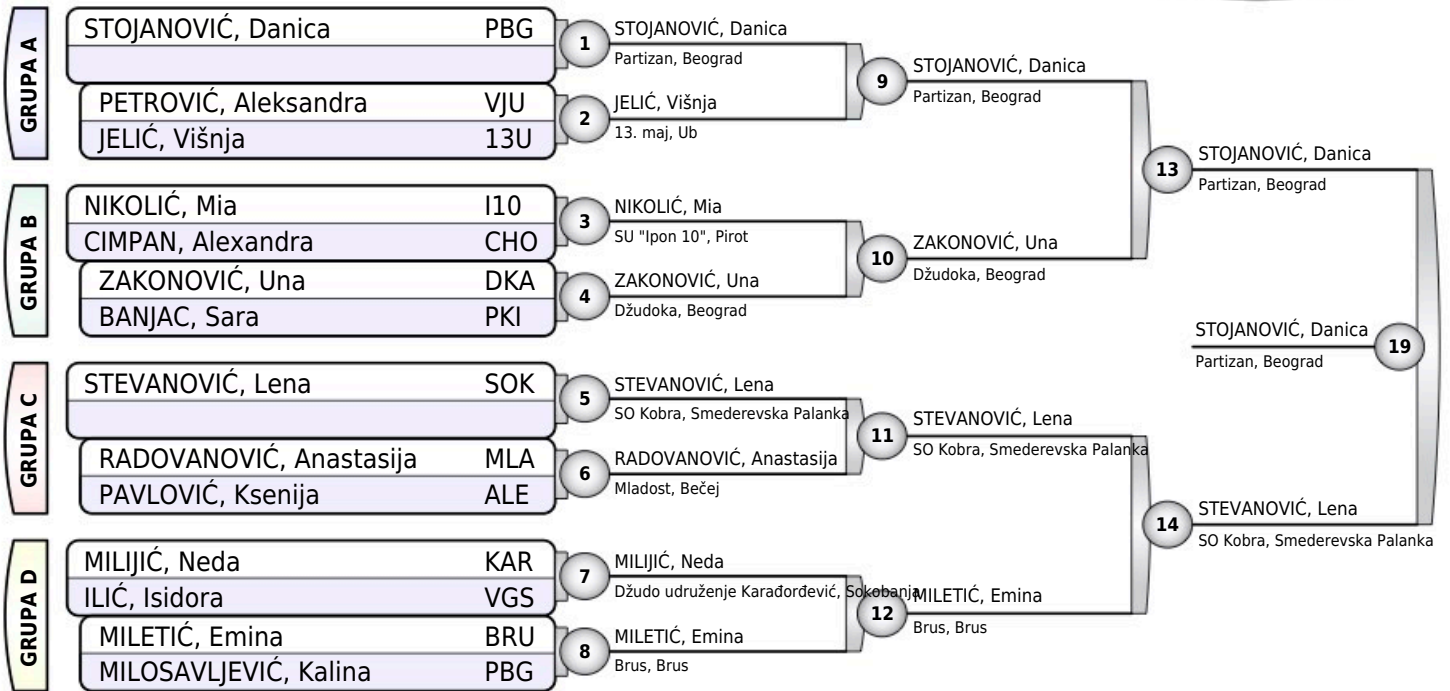 GRUPA A
STOJANOVIĆ, Danica PBG
PETROVIĆ, Aleksandra VJU
JELIĆ, Višnja 13U
GRUPA B
NIKOLIĆ, Mia I10
CIMPAN, Alexandra CHO
ZAKONOVIĆ, Una DKA
BANJAC, Sara PKI
GRUPA C
STEVANOVIĆ, Lena SOK
RADOVANOVIĆ, Anastasija MLA
PAVLOVIĆ, Ksenija ALE
GRUPA D
MILIJIĆ, Neda KAR
ILIĆ, Isidora VGS
MILETIĆ, Emina BRU
MILOSAVLJEVIĆ, Kalina PBG
1
STOJANOVIĆ, Danica
Partizan, Beograd
2
JELIĆ, Višnja
13. maj, Ub
3
NIKOLIĆ, Mia
SU "Ipon 10", Pirot
4
ZAKONOVIĆ, Una
Džudoka, Beograd
5
STEVANOVIĆ, Lena
SO Kobra, Smederevska Palanka
6
RADOVANOVIĆ, Anastasija
Mladost, Bečej
7
MILIJIĆ, Neda
Džudo udruženje Karađorđević, Sokobanja
8
MILETIĆ, Emina
Brus, Brus
9
STOJANOVIĆ, Danica
Partizan, Beograd
10
ZAKONOVIĆ, Una
Džudoka, Beograd
11
STEVANOVIĆ, Lena
SO Kobra, Smederevska Palanka
12
MILETIĆ, Emina
Brus, Brus
13
STOJANOVIĆ, Danica
Partizan, Beograd
14
STEVANOVIĆ, Lena
SO Kobra, Smederevska Palanka
STOJANOVIĆ, Danica
Partizan, Beograd
19